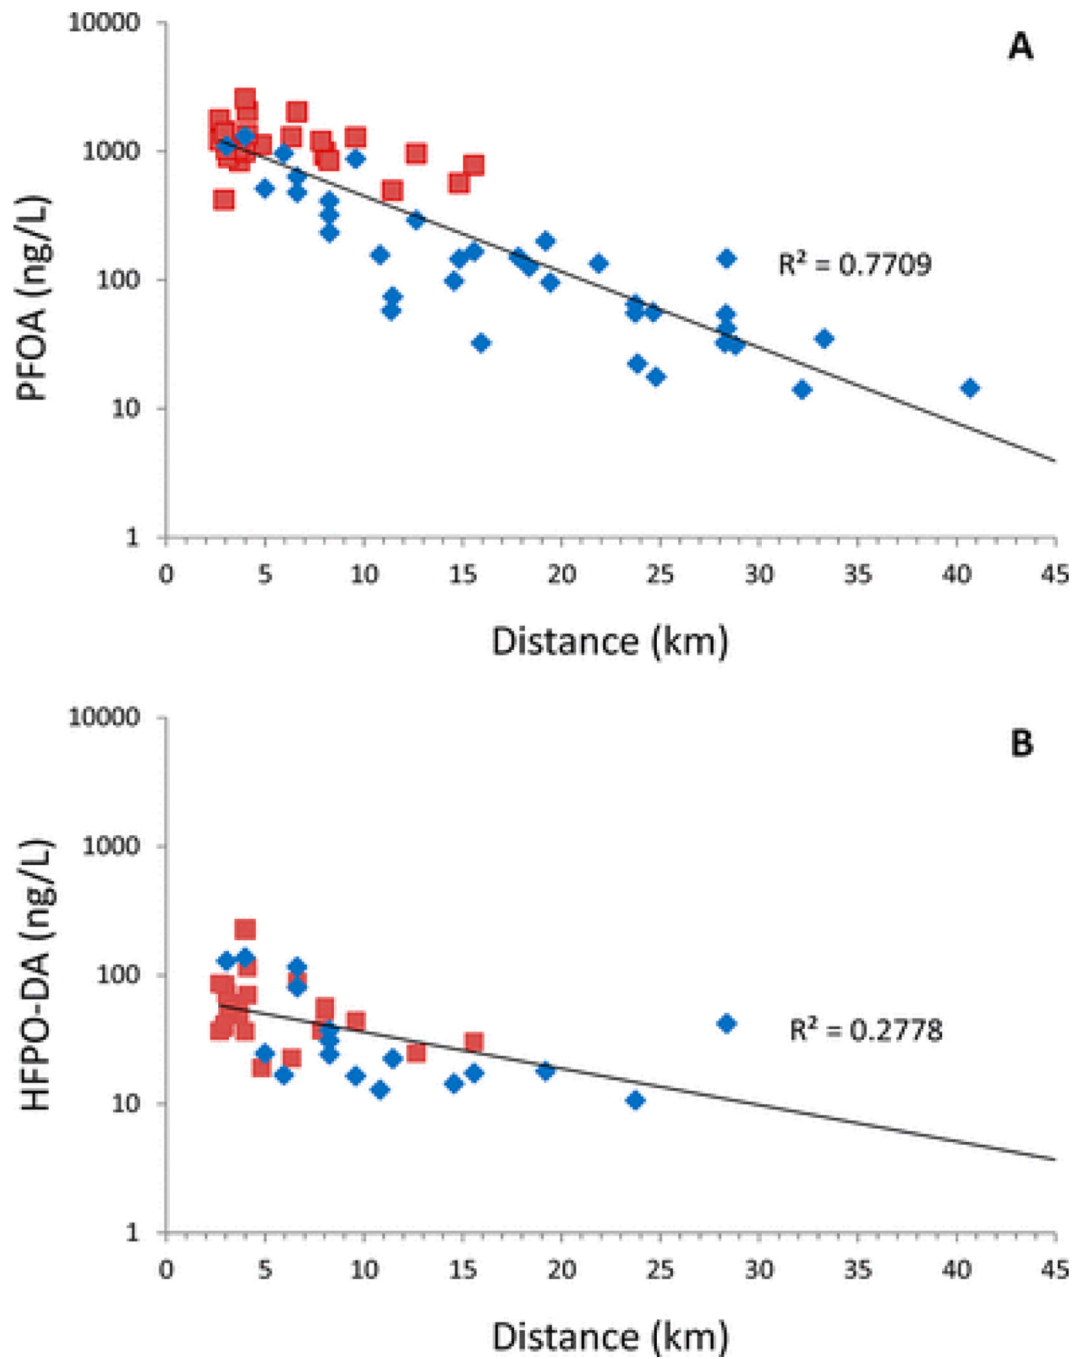 A
10000
1000
100
10
1
PFOA (ng/L)
R² = 0.7709
0 5 10 15 20 25 30 35 40 45
Distance (km)
B
10000
1000
100
10
1
HFPO-DA (ng/L)
R² = 0.2778
0 5 10 15 20 25 30 35 40 45
Distance (km)